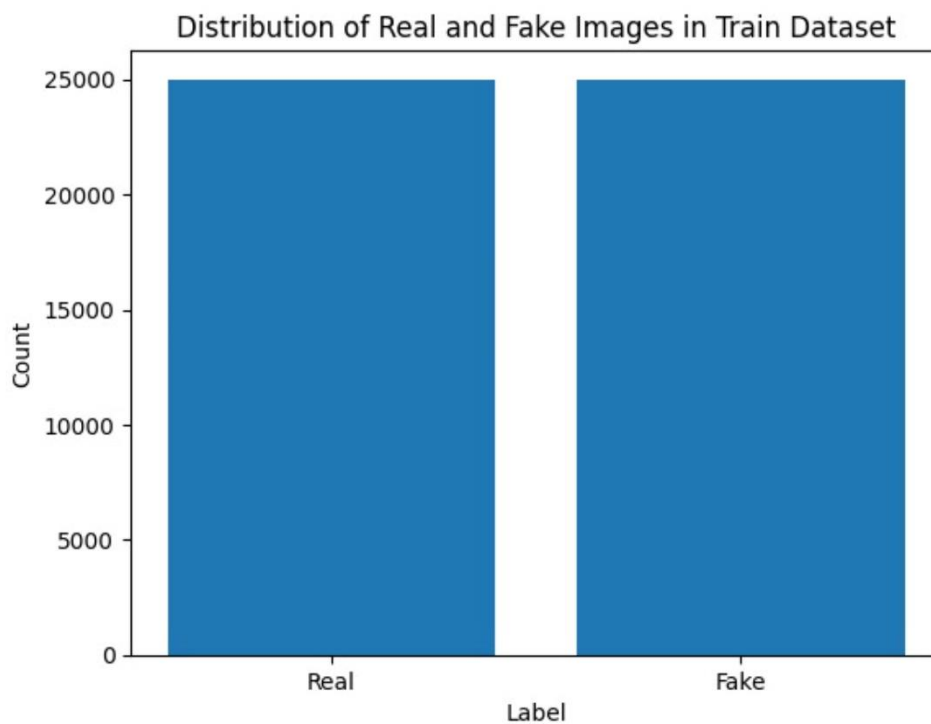 Distribution of Real and Fake Images in Train Dataset
25000
20000
15000
10000
5000
0
Count
Real Fake
Label